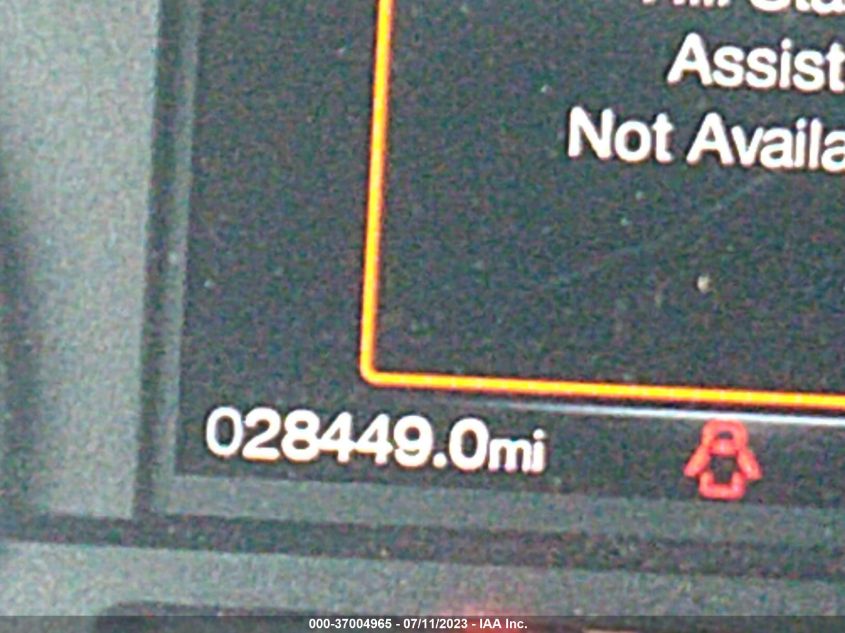 Assist
Not Availa
028449.0mi
000-37004965 - 07/11/2023 - IAA Inc.